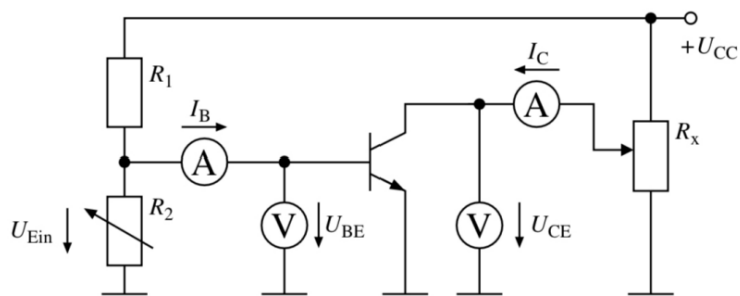 +U_CC
R_1
I_B
I_C
A
A
R_x
R_2
U_Ein
V
U_BE
V
U_CE